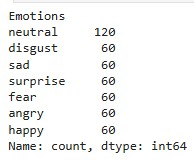 Emotions
neutral     120
disgust      60
sad          60
surprise     60
fear         60
angry        60
happy        60
Name: count, dtype: int64